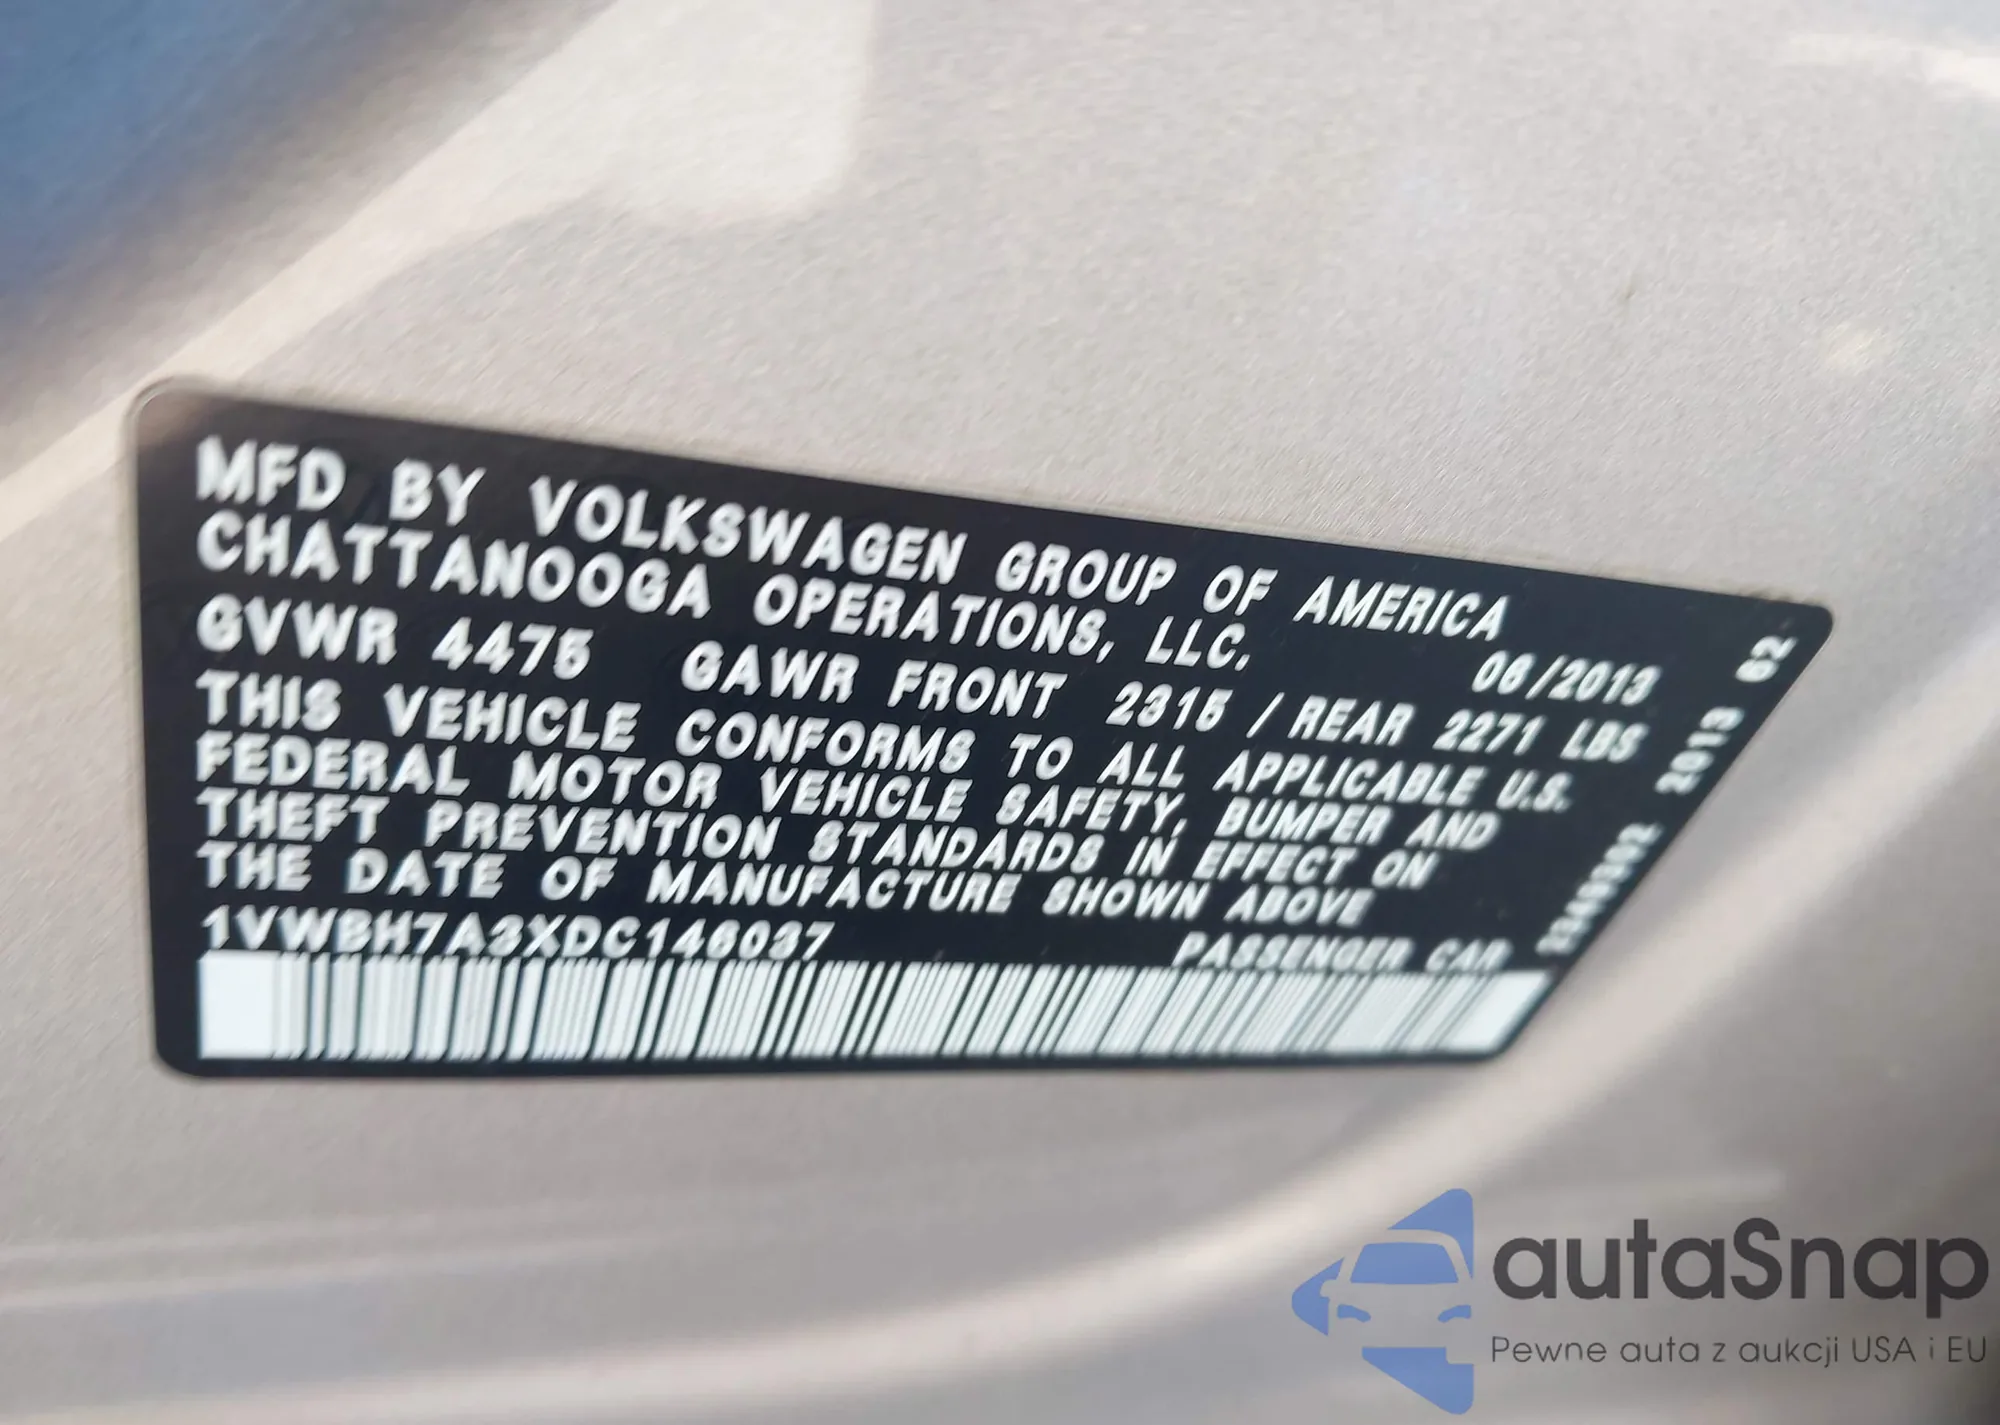 MFD BY VOLKSWAGEN GROUP OF AMERICA
CHATTANOOGA OPERATIONS, LLC.
06/2013
GVWR 4475 GAWR FRONT 2315 / REAR 2271 LBS
THIS VEHICLE CONFORMS TO ALL APPLICABLE U.S.
FEDERAL MOTOR VEHICLE SAFETY, BUMPER AND
THEFT PREVENTION STANDARDS IN EFFECT ON
THE DATE OF MANUFACTURE SHOWN ABOVE
1VWBH7A3XDC146037
PASSENGER CAR
2013 62
autaSnap
Pewne auta z aukcji USA i EU